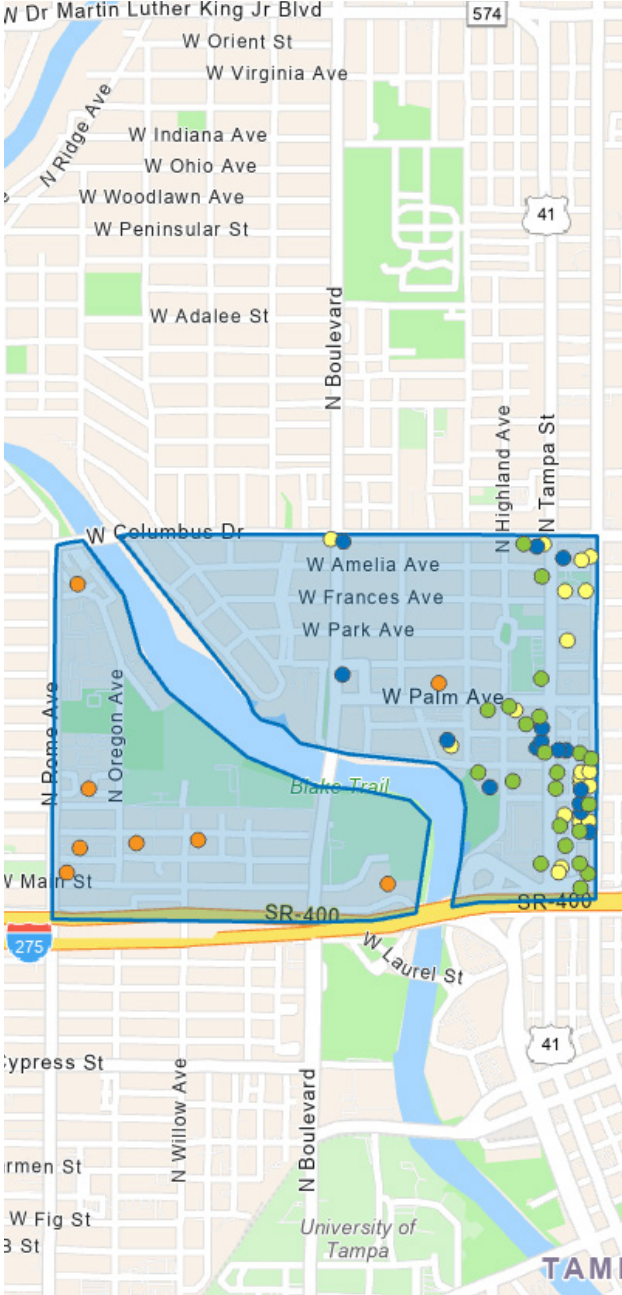 N Dr Martin Luther King Jr Blvd
574
W Orient St
W Virginia Ave
N Ridge Ave
W Indiana Ave
W Ohio Ave
W Woodlawn Ave
41
W Peninsular St
N Boulevard
W Adalee St
N Highland Ave
N Tampa St
W Columbus Dr
W Amelia Ave
W Frances Ave
W Park Ave
N Rome Ave
N Oregon Ave
W Palm Ave
Blake Trail
W Main St
SR-400
SR-400
275
W Laurel St
41
Cypress St
N Willow Ave
N Boulevard
rmen St
W Fig St
University of
Tampa
B St
TAM